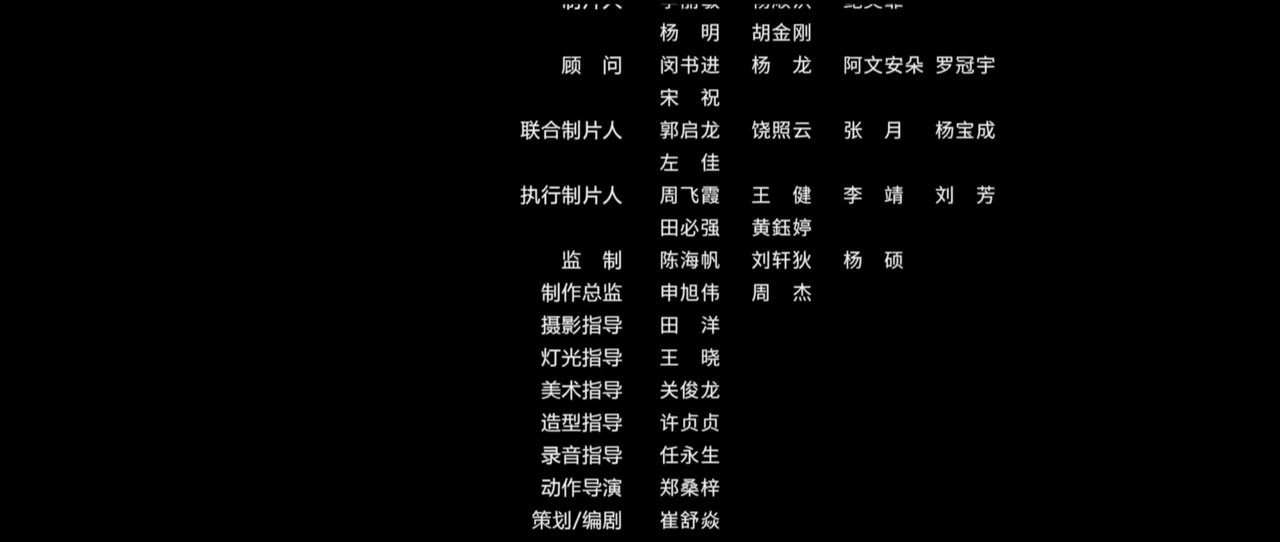 杨 明 胡金刚
顾 问 闵书进 杨 龙 阿文安朵 罗冠宇
宋 祝
联合制片人 郭启龙 饶照云 张 月 杨宝成
左 佳
执行制片人 周飞霞 王 健 李 靖 刘 芳
田必强 黄鈺婷
监 制 陈海帆 刘轩狄 杨 硕
制作总监 申旭伟 周 杰
摄影指导 田 洋
灯光指导 王 晓
美术指导 关俊龙
造型指导 许贞贞
录音指导 任永生
动作导演 郑桑梓
策划/编剧 崔舒焱